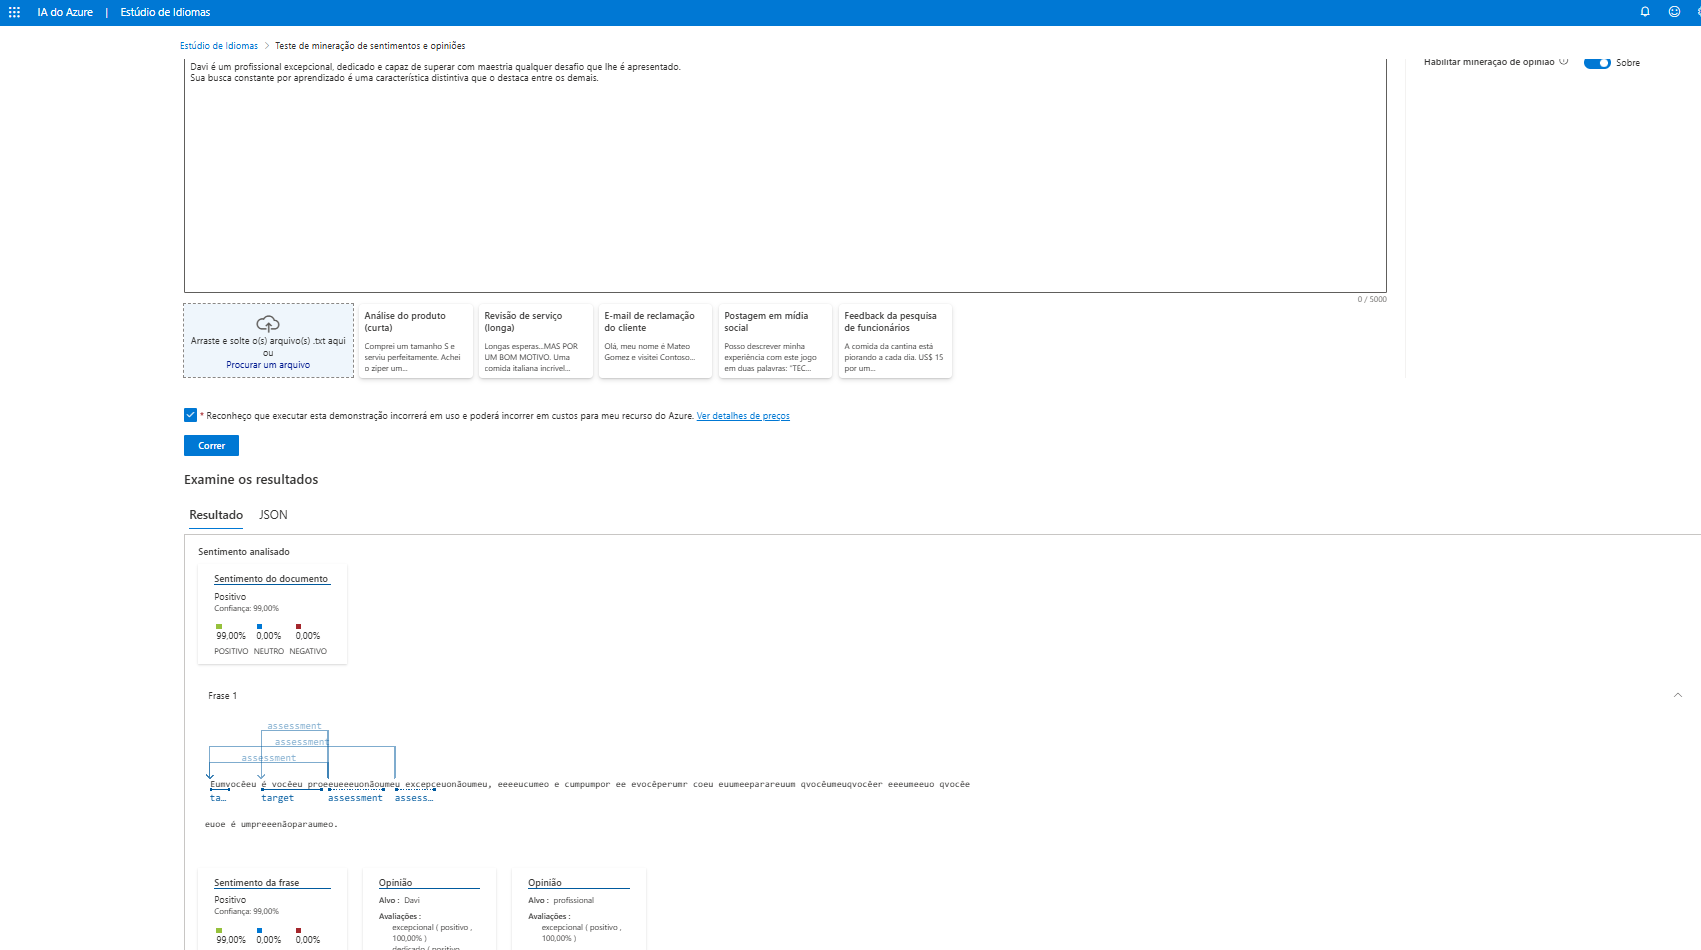 IA do Azure | Estúdio de Idiomas
Estúdio de Idiomas > Teste de mineração de sentimentos e opiniões
Davi é um profissional excepcional, dedicado e capaz de superar com maestria qualquer desafio que lhe é apresentado.
Sua busca constante por aprendizado é uma característica distintiva que o destaca entre os demais.
Habilitar mineração de opinião
Sobre
0 / 5000
Arraste e solte o(s) arquivo(s) .txt aqui
ou
Procurar um arquivo
Análise do produto
(curta)
Comprei um tamanho S e
serviu perfeitamente. Achei
o zíper um...
Revisão de serviço
(longa)
Longas esperas...MAS POR
UM BOM MOTIVO. Uma
comida italiana incrível...
E-mail de reclamação
do cliente
Olá, meu nome é Mateo
Gomez e visitei Contoso...
Postagem em mídia
social
Posso descrever minha
experiência com este jogo
em duas palavras: "TEC...
Feedback da pesquisa
de funcionários
A comida da cantina está
piorando a cada dia. US$ 15
por um...
* Reconheço que executar esta demonstração incorrerá em uso e poderá incorrer em custos para meu recurso do Azure. Ver detalhes de preços
Correr
Examine os resultados
Resultado JSON
Sentimento analisado
Sentimento do documento
Positivo
Confiança: 99,00%
99,00% 0,00% 0,00%
POSITIVO NEUTRO NEGATIVO
Frase 1
assessment
assessment
assessment
Eumvocêeu é vocêeu proeeueeeuonãoumeu excepceuonãoumeu, eeeeucumeo e cumpumpor ee evocêperumr coeu euumeeparareuum qvocêumeuqvocêer eeeumeeuo qvocêe
ta… target assessment assess…
euoe é umpreeenãoparaumeo.
Sentimento da frase
Positivo
Confiança: 99,00%
99,00% 0,00% 0,00%
Opinião
Alvo : Davi
Avaliações :
excepcional ( positivo ,
100,00% )
dedicado ( positivo
Opinião
Alvo : profissional
Avaliações :
excepcional ( positivo ,
100,00% )